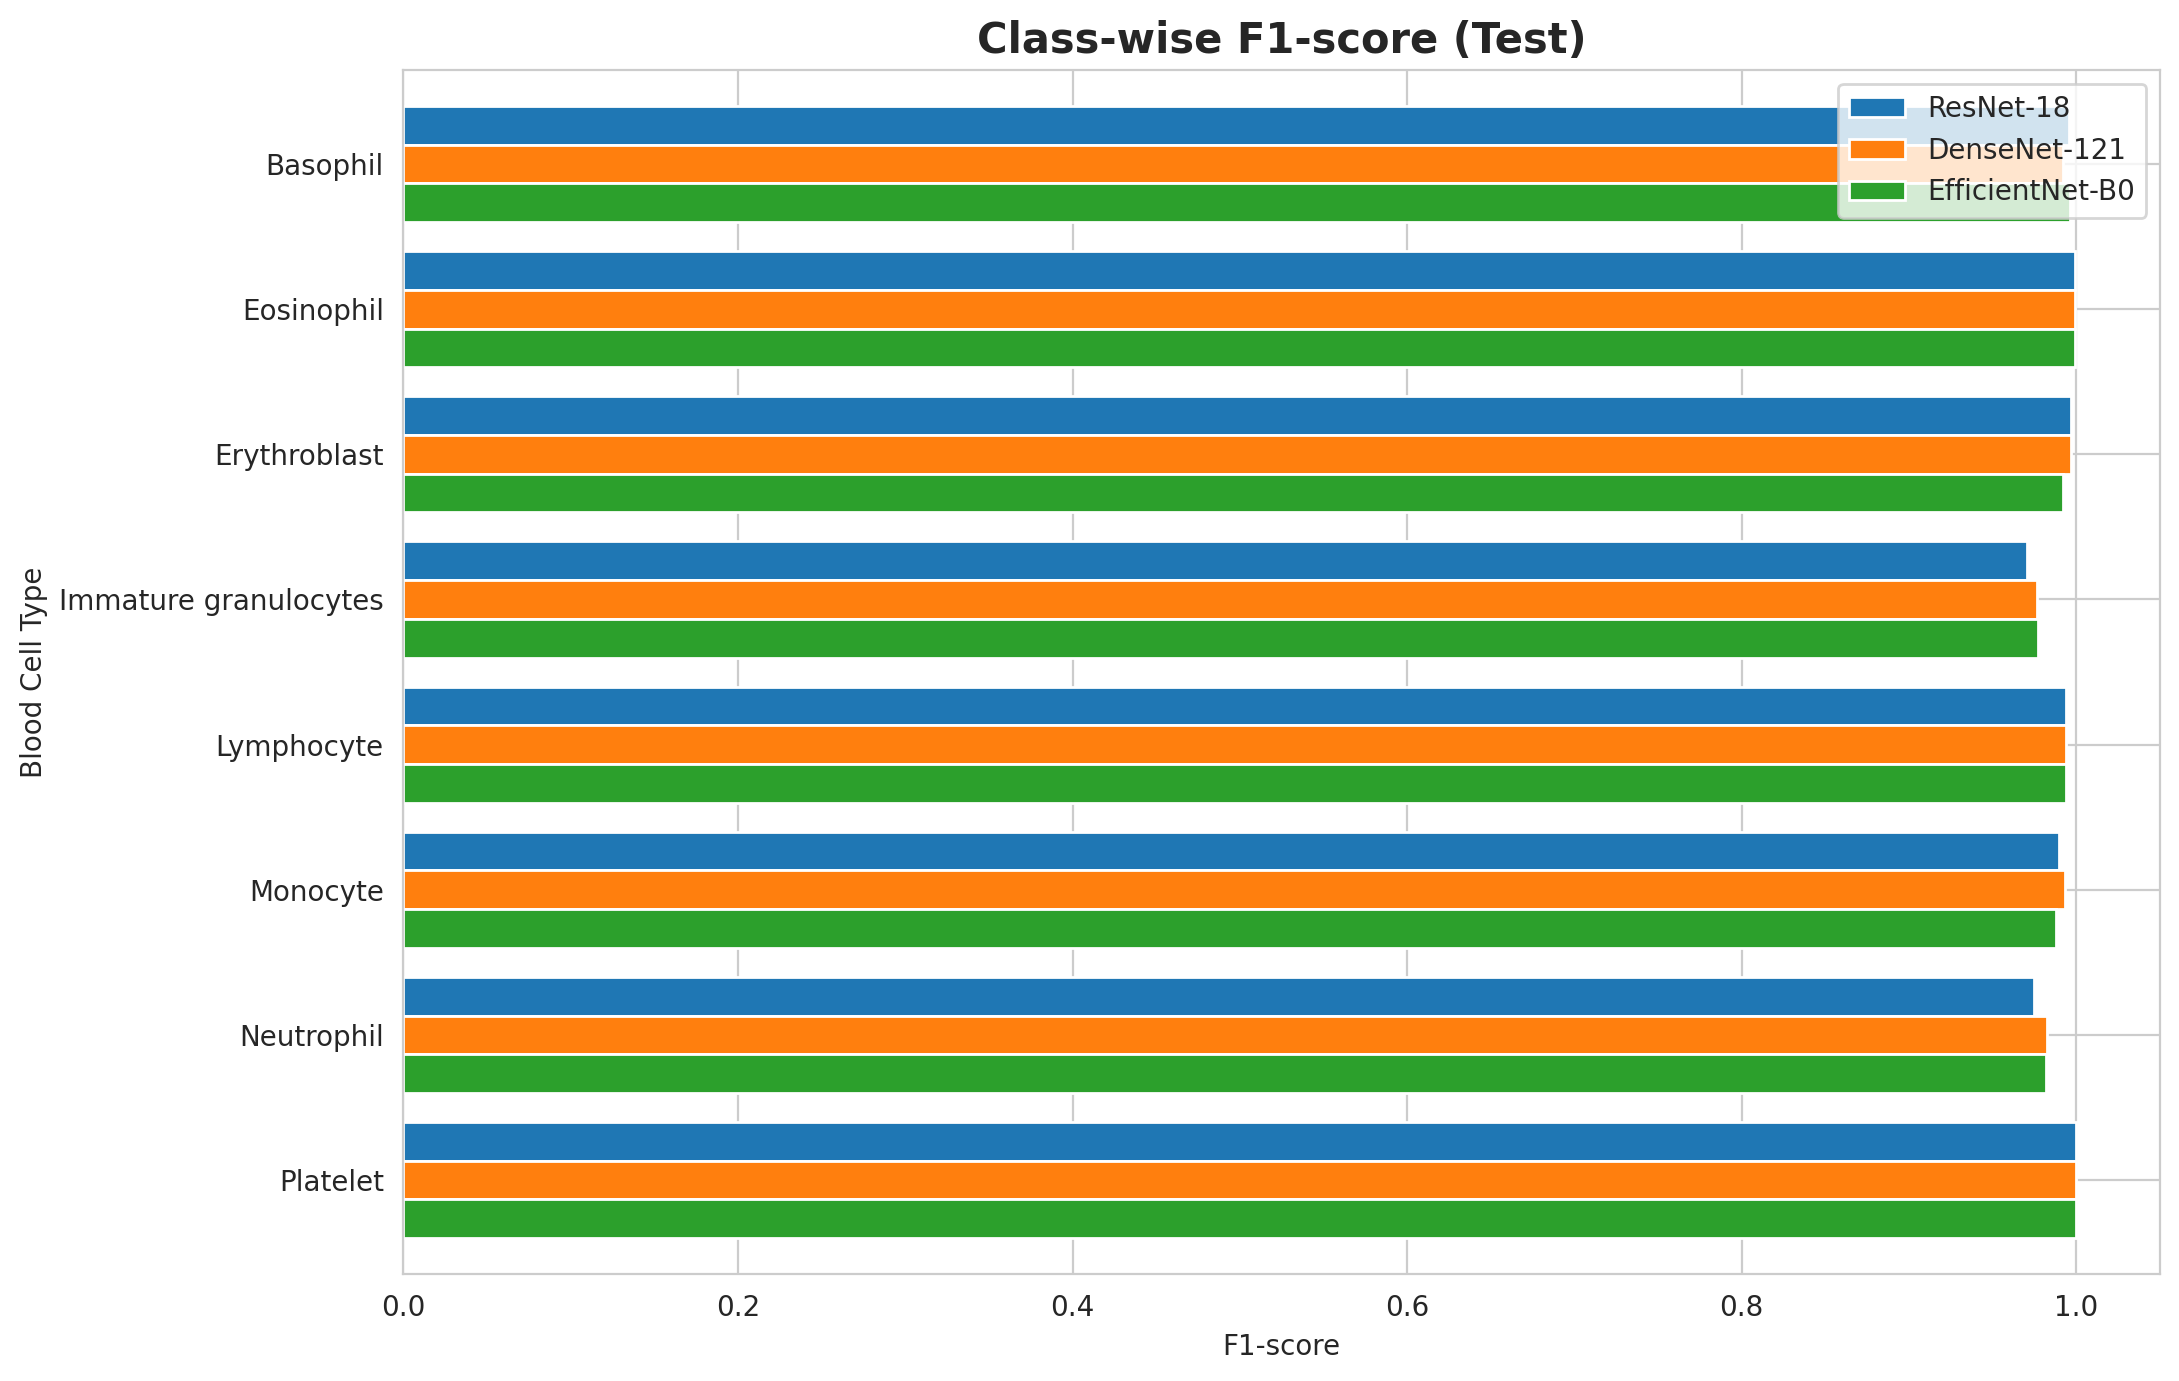 Class-wise F1-score (Test)
ResNet-18
DenseNet-121
EfficientNet-B0
Blood Cell Type
Basophil
Eosinophil
Erythroblast
Immature granulocytes
Lymphocyte
Monocyte
Neutrophil
Platelet
0.0 0.2 0.4 0.6 0.8 1.0
F1-score